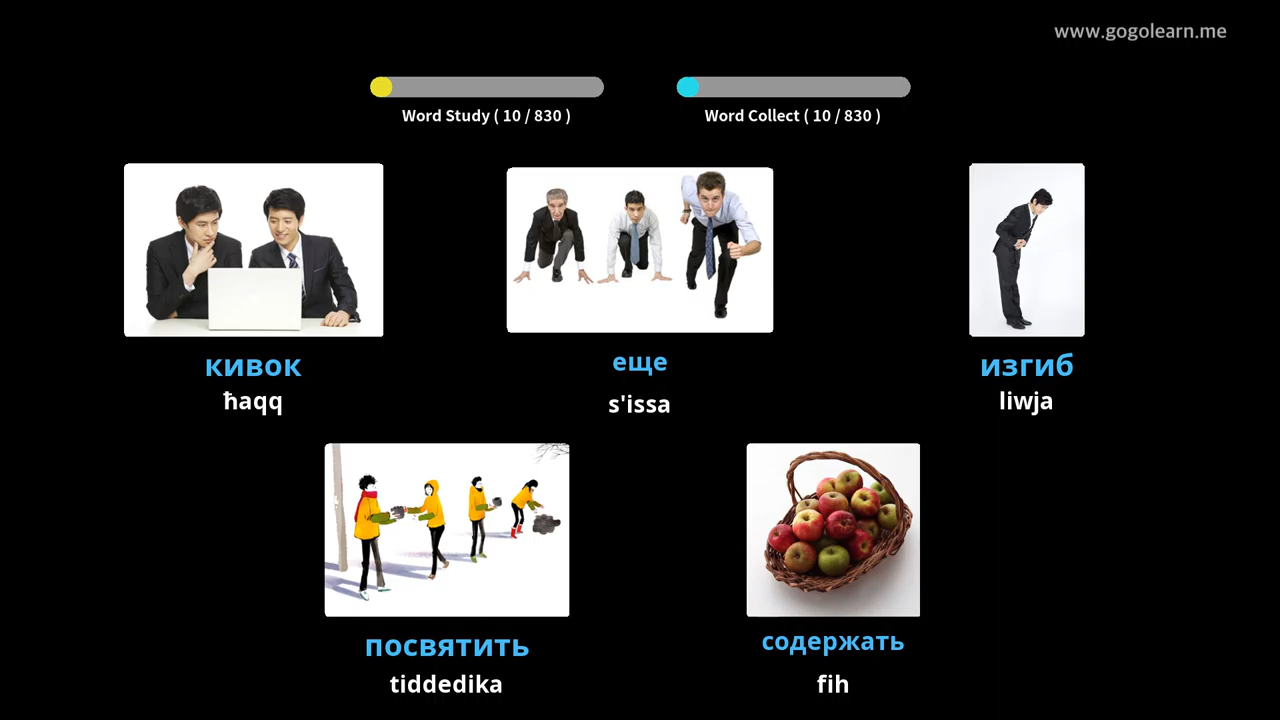 www.gogolearn.me
Word Study ( 10 / 830 )
Word Collect ( 10 / 830 )
кивок
ħaqq
еще
s'issa
изгиб
liwja
посвятить
tiddedika
содержать
fih